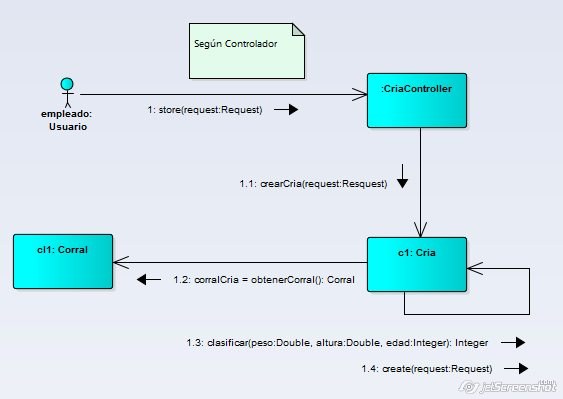 Según Controlador
:CriaController
empleado:
Usuario
1: store(request:Request)
1.1: crearCria(request:Resquest)
cl1: Corral
c1: Cria
1.2: corralCria = obtenerCorral(): Corral
1.3: clasificar(peso:Double, altura:Double, edad:Integer): Integer
1.4: create(request:Request)
jetScreenshot